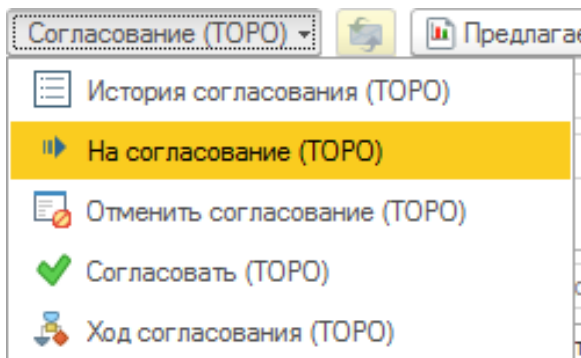 Согласование (ТОРО) Предлагае
История согласования (ТОРО)
На согласование (ТОРО)
Отменить согласование (ТОРО)
Согласовать (ТОРО)
Ход согласования (ТОРО)